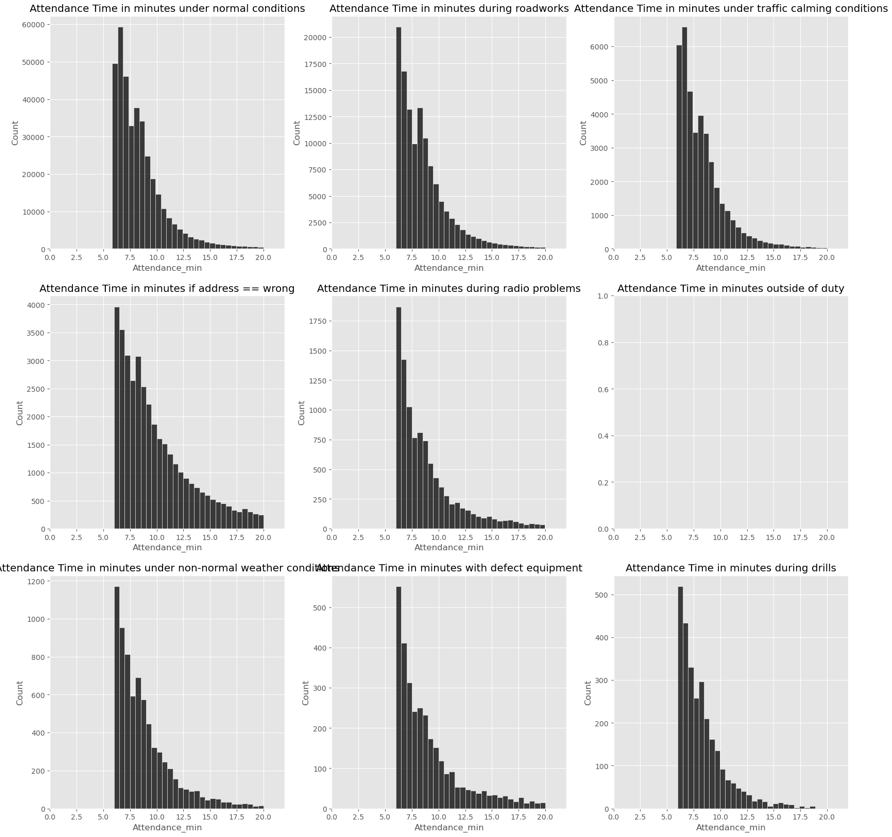 Attendance Time in minutes under normal conditions
60000
50000
40000
30000
20000
10000
0
Count
0.0 2.5 5.0 7.5 10.0 12.5 15.0 17.5 20.0
Attendance_min
Attendance Time in minutes during roadworks
20000
17500
15000
12500
10000
7500
5000
2500
0
Count
0.0 2.5 5.0 7.5 10.0 12.5 15.0 17.5 20.0
Attendance_min
Attendance Time in minutes under traffic calming conditions
6000
5000
4000
3000
2000
1000
0
Count
0.0 2.5 5.0 7.5 10.0 12.5 15.0 17.5 20.0
Attendance_min
Attendance Time in minutes if address == wrong
4000
3500
3000
2500
2000
1500
1000
500
0
Count
0.0 2.5 5.0 7.5 10.0 12.5 15.0 17.5 20.0
Attendance_min
Attendance Time in minutes during radio problems
1750
1500
1250
1000
750
500
250
0
Count
0.0 2.5 5.0 7.5 10.0 12.5 15.0 17.5 20.0
Attendance_min
Attendance Time in minutes outside of duty
1.0
0.8
0.6
0.4
0.2
0.0
0.0 2.5 5.0 7.5 10.0 12.5 15.0 17.5 20.0
Attendance Time in minutes under non-normal weather conditions
1200
1000
800
600
400
200
0
Count
0.0 2.5 5.0 7.5 10.0 12.5 15.0 17.5 20.0
Attendance_min
Attendance Time in minutes with defect equipment
500
400
300
200
100
0
Count
0.0 2.5 5.0 7.5 10.0 12.5 15.0 17.5 20.0
Attendance_min
Attendance Time in minutes during drills
500
400
300
200
100
0
Count
0.0 2.5 5.0 7.5 10.0 12.5 15.0 17.5 20.0
Attendance_min